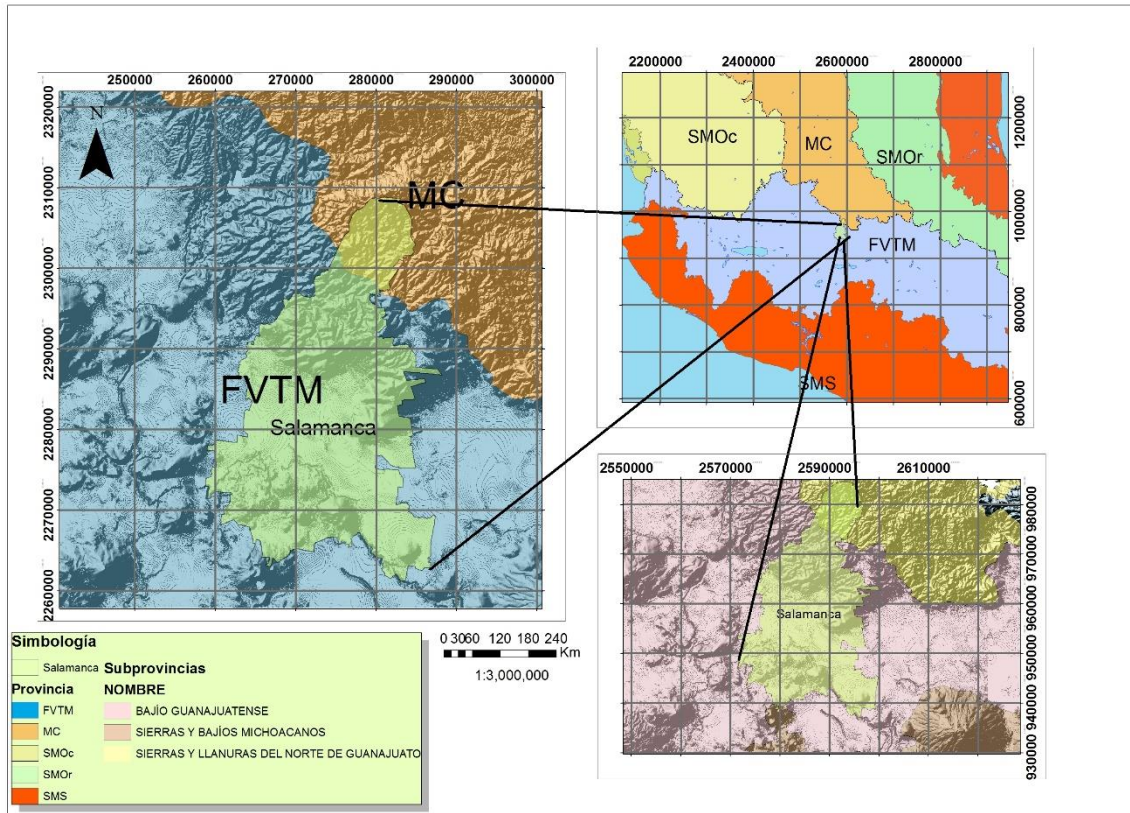 250000 260000 270000 280000 290000 300000
2320000
2310000
2300000
2290000
2280000
2270000
2260000
N
MC
FVTM
Salamanca
2200000 2400000 2600000 2800000
1200000
1000000
800000
600000
SMOc
MC
SMOr
FVTM
SMS
2550000 2570000 2590000 2610000
980000
970000
960000
950000
940000
930000
Salamanca
0 3060 120 180 240
Km
1:3,000,000
Simbología
Salamanca
Provincia
FVTM
MC
SMOc
SMOr
SMS
Subprovincias
NOMBRE
BAJÍO GUANAJUATENSE
SIERRAS Y BAJÍOS MICHOACANOS
SIERRAS Y LLANURAS DEL NORTE DE GUANAJUATO